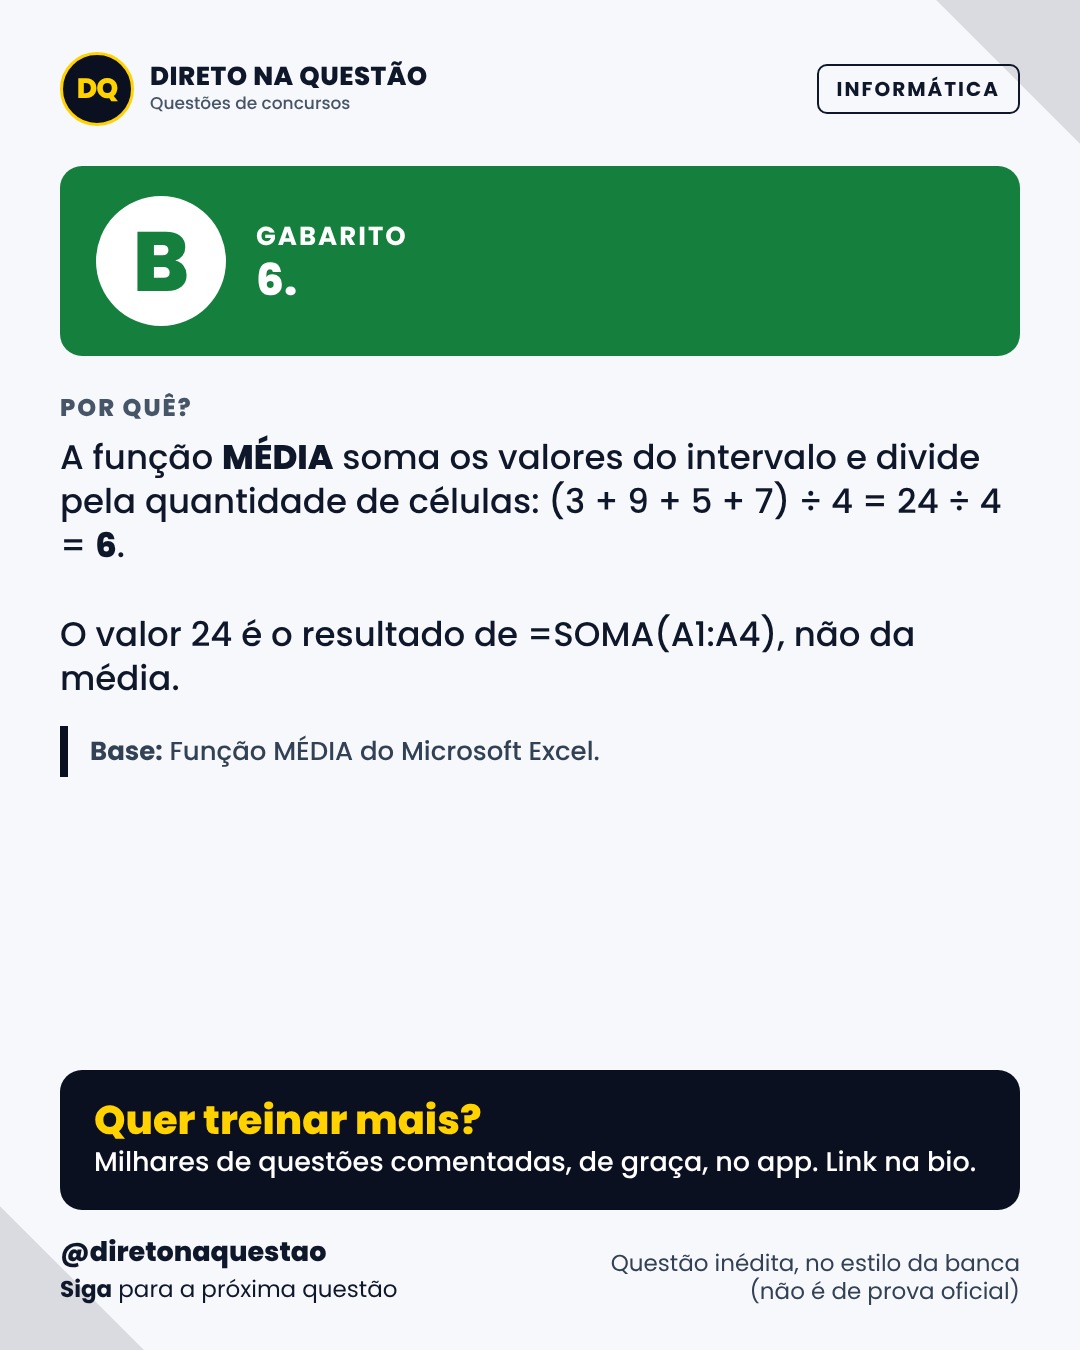 DQ
DIRETO NA QUESTÃO
Questões de concursos
INFORMÁTICA
B
GABARITO
6.
POR QUÊ?
A função MÉDIA soma os valores do intervalo e divide
pela quantidade de células: (3 + 9 + 5 + 7) ÷ 4 = 24 ÷ 4
= 6.
O valor 24 é o resultado de =SOMA(A1:A4), não da
média.
Base: Função MÉDIA do Microsoft Excel.
Quer treinar mais?
Milhares de questões comentadas, de graça, no app. Link na bio.
@diretonaquestao
Siga para a próxima questão
Questão inédita, no estilo da banca
(não é de prova oficial)